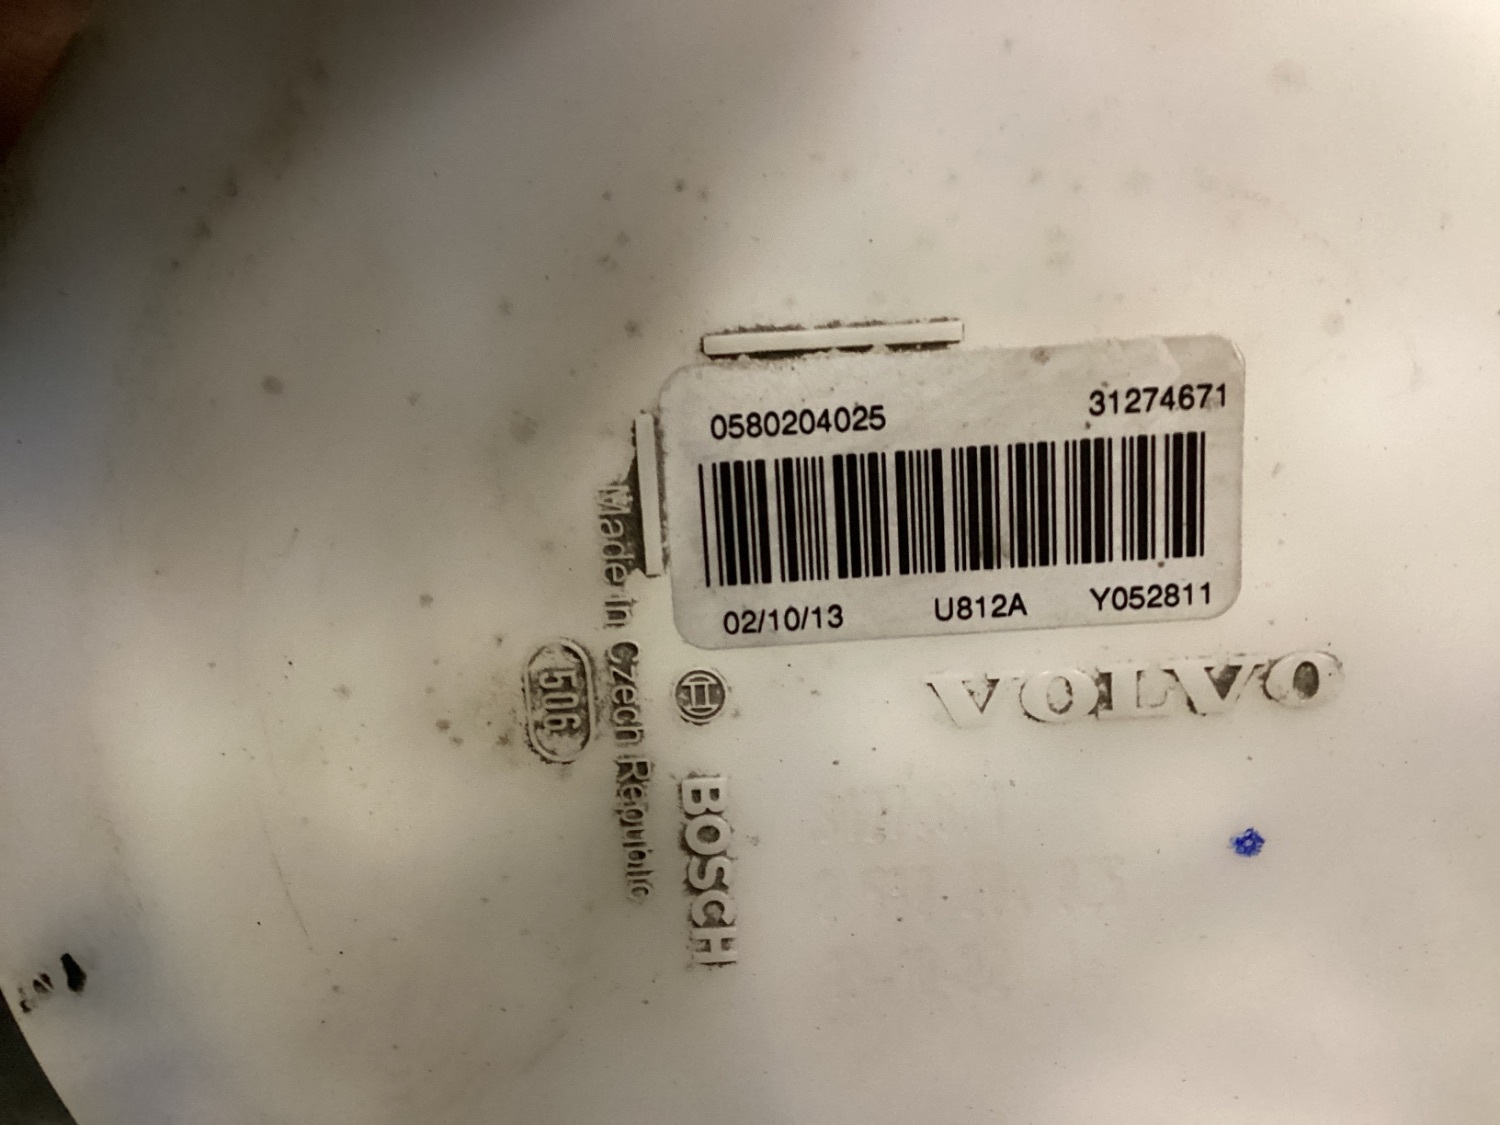 0580204025 31274671
02/10/13 U812A Y052811
VOLVO
Made in Czech Republic
506
BOSCH